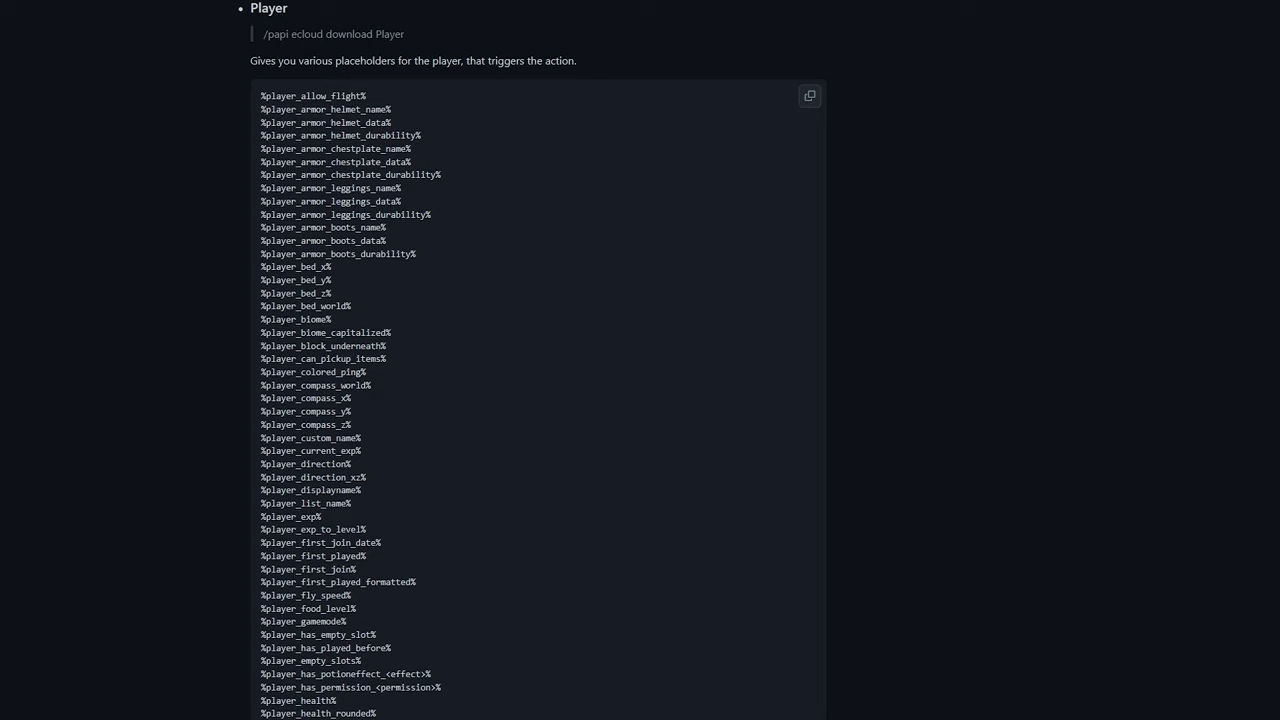 Player
/papi ecloud download Player
Gives you various placeholders for the player, that triggers the action.
%player_allow_flight%
%player_armor_helmet_name%
%player_armor_helmet_data%
%player_armor_helmet_durability%
%player_armor_chestplate_name%
%player_armor_chestplate_data%
%player_armor_chestplate_durability%
%player_armor_leggings_name%
%player_armor_leggings_data%
%player_armor_leggings_durability%
%player_armor_boots_name%
%player_armor_boots_data%
%player_armor_boots_durability%
%player_bed_x%
%player_bed_y%
%player_bed_z%
%player_bed_world%
%player_biome%
%player_biome_capitalized%
%player_block_underneath%
%player_can_pickup_items%
%player_colored_ping%
%player_compass_world%
%player_compass_x%
%player_compass_y%
%player_compass_z%
%player_custom_name%
%player_current_exp%
%player_direction%
%player_direction_xz%
%player_displayname%
%player_list_name%
%player_exp%
%player_exp_to_level%
%player_first_join_date%
%player_first_played%
%player_first_join%
%player_first_played_formatted%
%player_fly_speed%
%player_food_level%
%player_gamemode%
%player_has_empty_slot%
%player_has_played_before%
%player_empty_slots%
%player_has_potioneffect_<effect>%
%player_has_permission_<permission>%
%player_health%
%player_health_rounded%